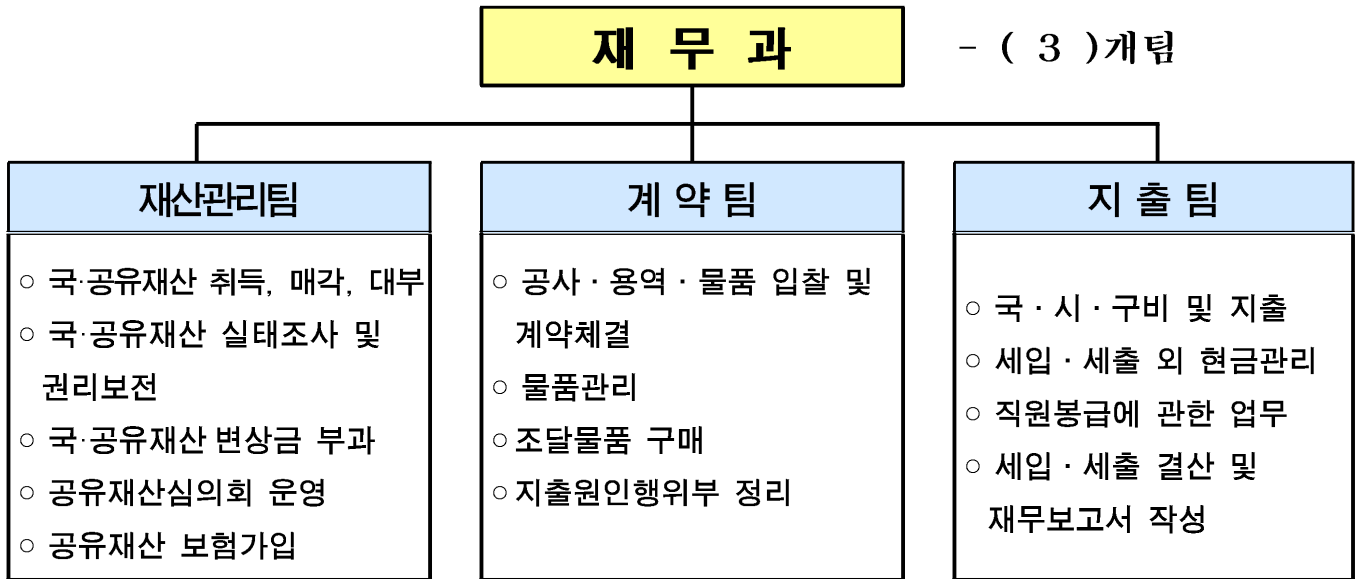 재 무 과
- ( 3 )개팀
재산관리팀
○ 국·공유재산 취득, 매각, 대부
○ 국·공유재산 실태조사 및
권리보전
○ 국·공유재산 변상금 부과
○ 공유재산심의회 운영
○ 공유재산 보험가입
계 약 팀
○ 공사 · 용역 · 물품 입찰 및
계약체결
○ 물품관리
○ 조달물품 구매
○ 지출원인행위부 정리
지 출 팀
○ 국 · 시 · 구비 및 지출
○ 세입 · 세출 외 현금관리
○ 직원봉급에 관한 업무
○ 세입 · 세출 결산 및
재무보고서 작성